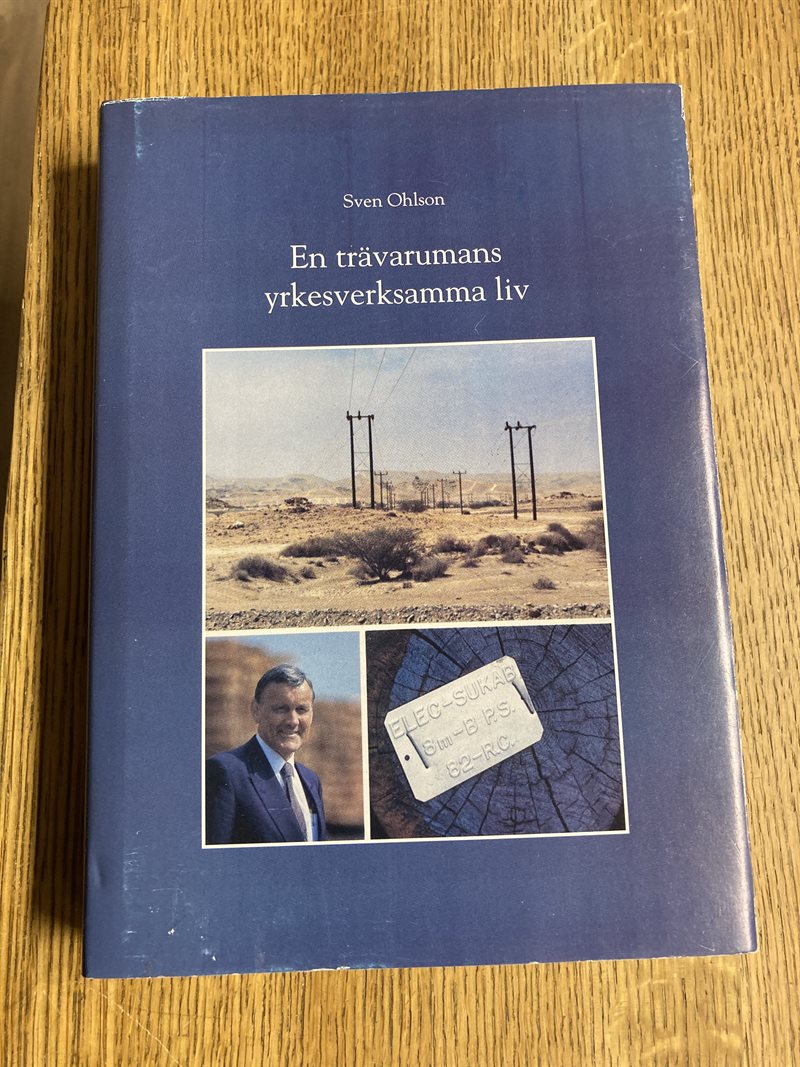 Sven Ohlson
En trävarumans
yrkesverksamma liv
ELEC-SUKAB
8m-B P.S.
82-R.C.